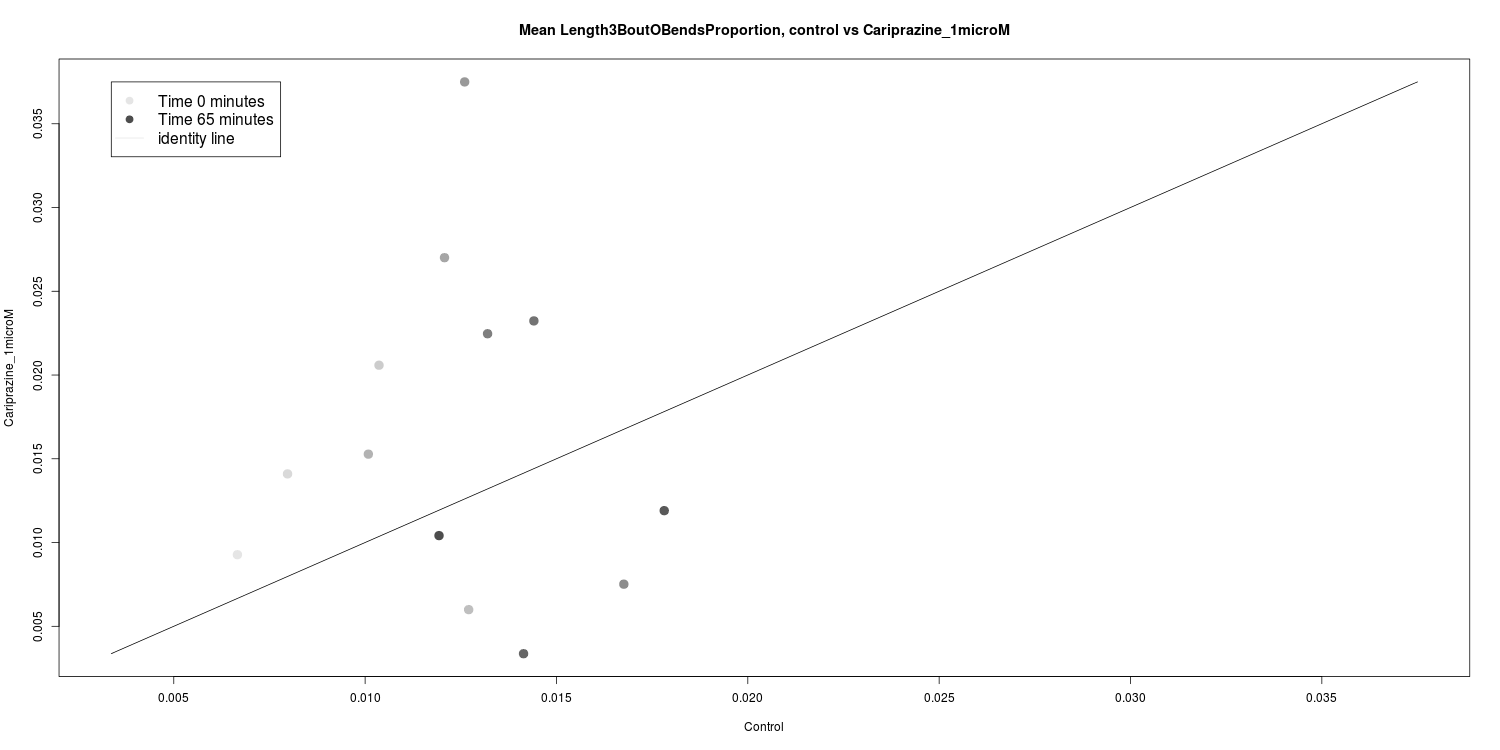 Mean Length3BoutOBendsProportion, control vs Cariprazine_1microM
Time 0 minutes
Time 65 minutes
identity line
Cariprazine_1microM
0.035
0.030
0.025
0.020
0.015
0.010
0.005
0.005
0.010
0.015
0.020
0.025
0.030
0.035
Control